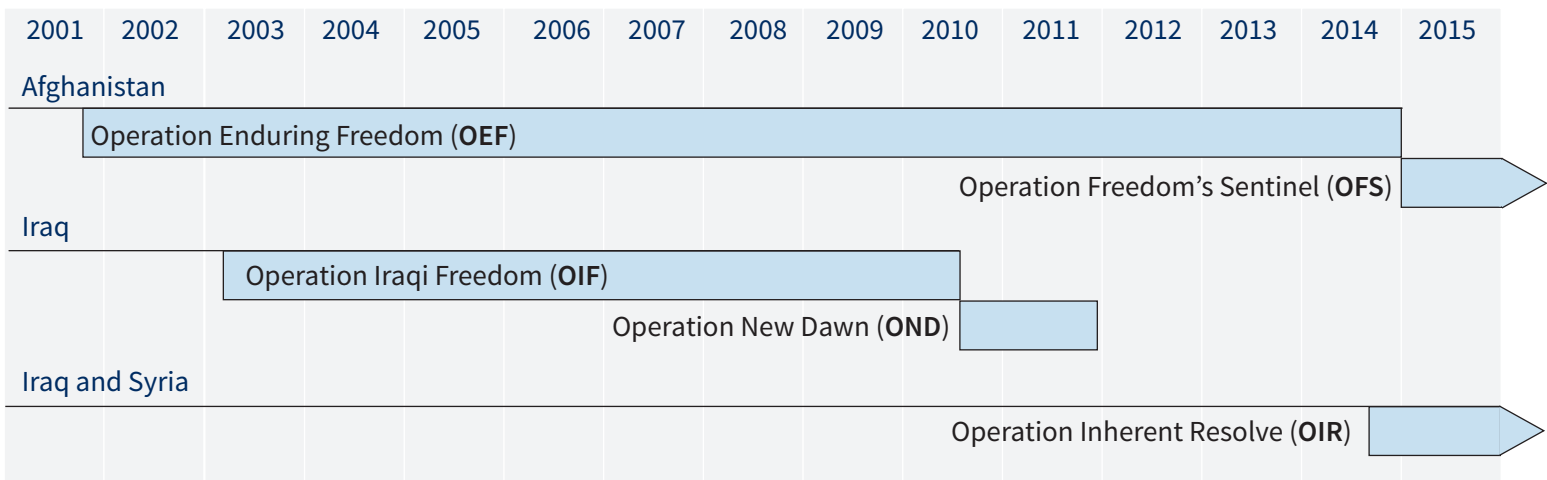 2001 2002 2003 2004 2005 2006 2007 2008 2009 2010 2011 2012 2013 2014 2015
Afghanistan
Operation Enduring Freedom (OEF)
Operation Freedom’s Sentinel (OFS)
Iraq
Operation Iraqi Freedom (OIF)
Operation New Dawn (OND)
Iraq and Syria
Operation Inherent Resolve (OIR)